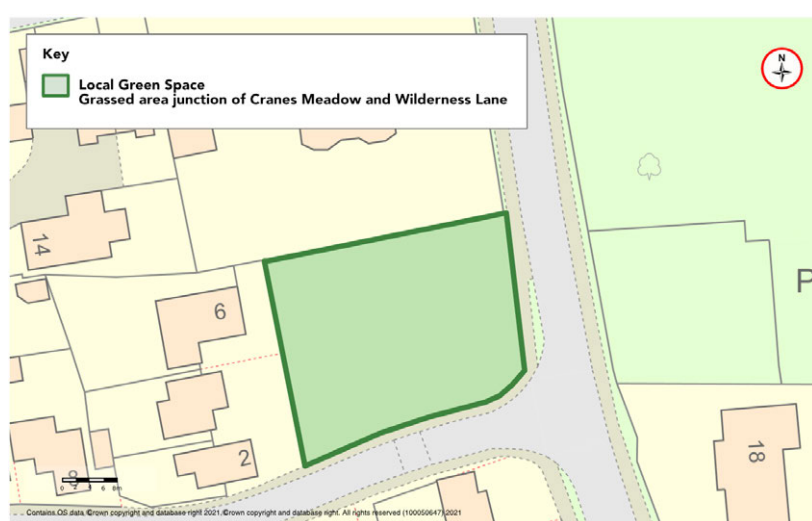 Key
N
Local Green Space
Grassed area junction of Cranes Meadow and Wilderness Lane
14
6
P
2
8
18
0 2 4 6 8m
Contains OS data. Crown copyright and database right 2021. Crown copyright and database right. All rights reserved (100050647) 2021